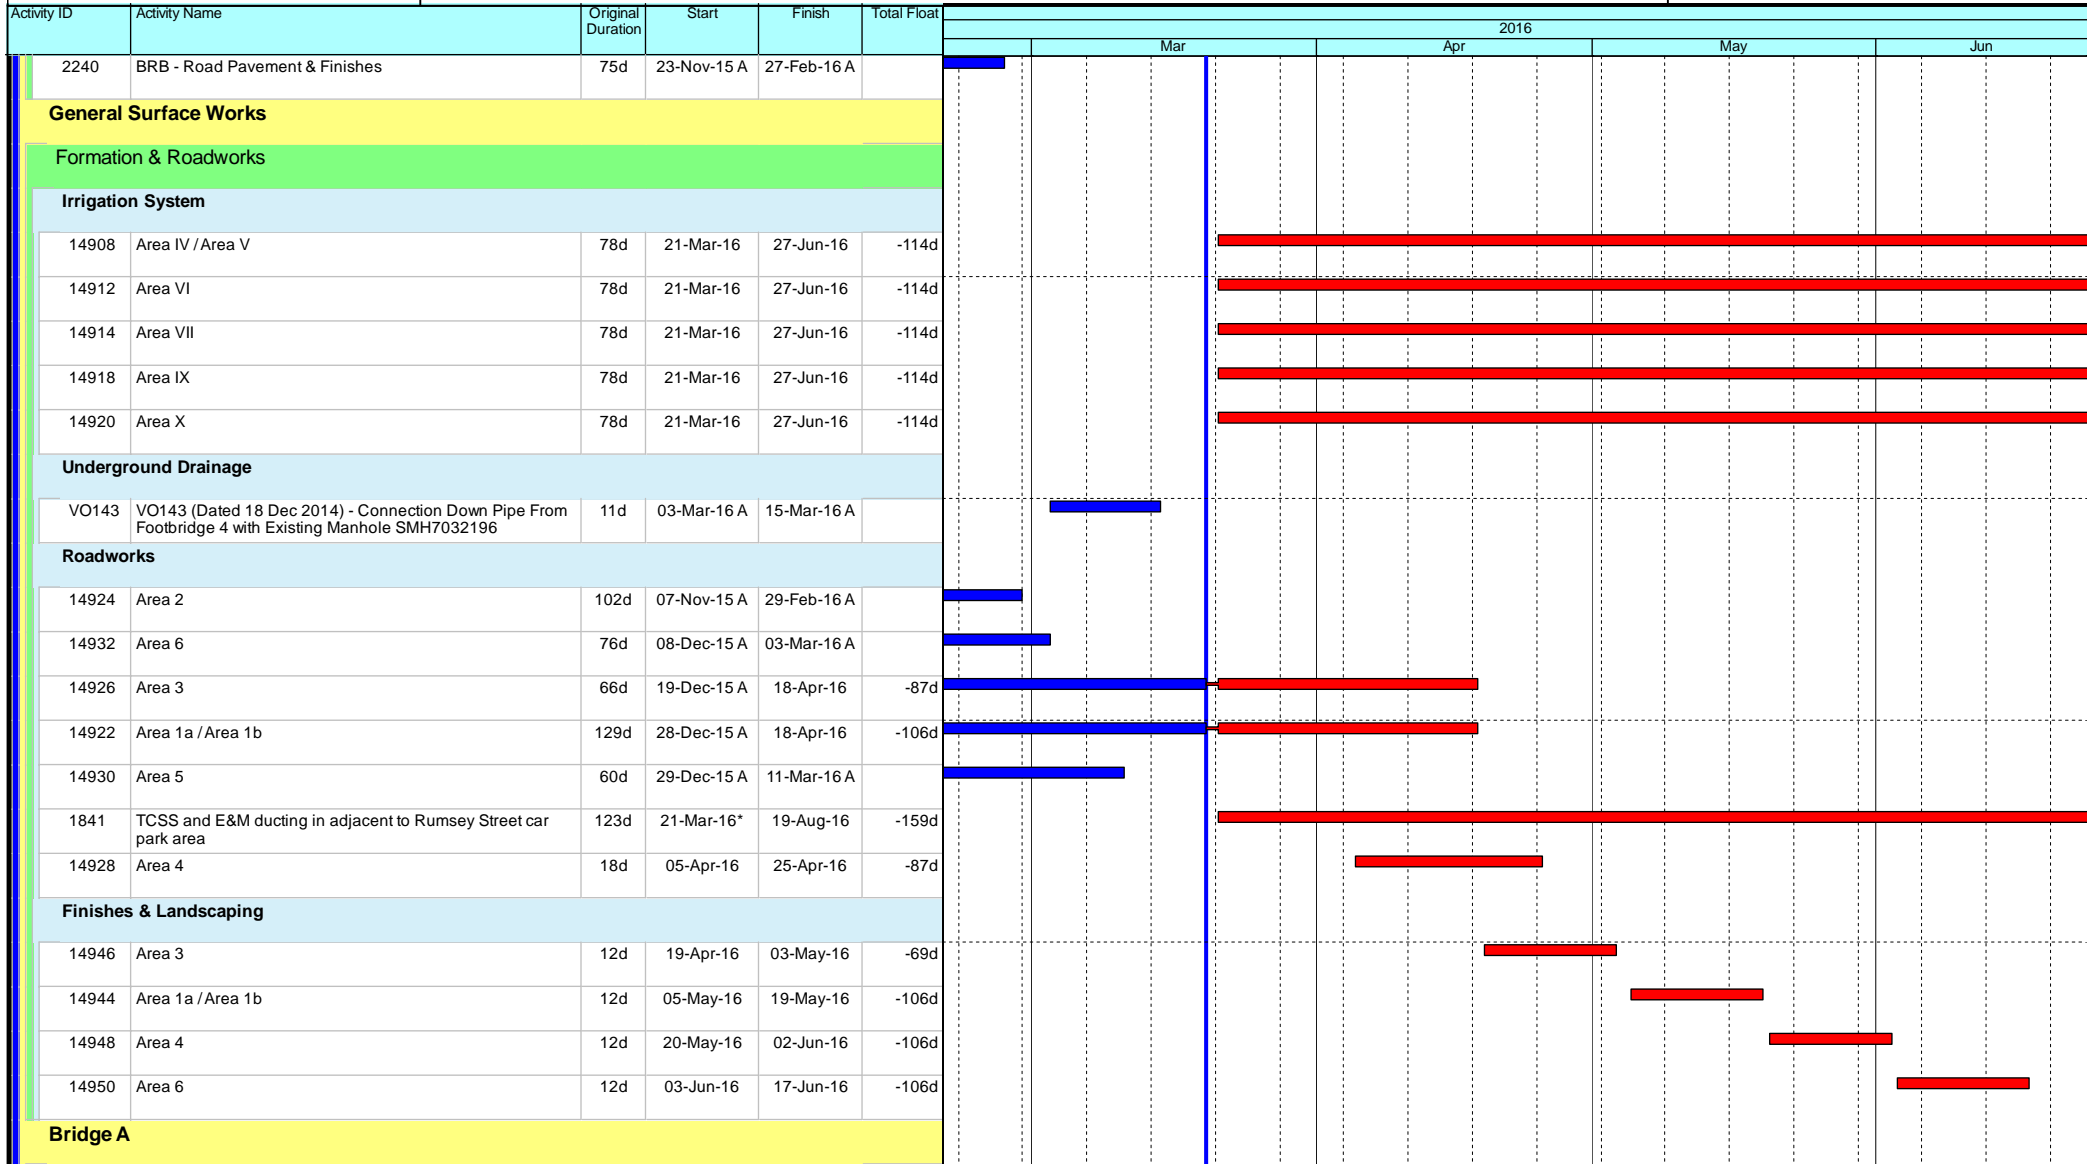 Activity ID Activity Name Original Start Finish Total Float
Duration
2016
Mar Apr May Jun
2240 BRB - Road Pavement & Finishes 75d 23-Nov-15 A 27-Feb-16 A
General Surface Works
Formation & Roadworks
Irrigation System
14908 Area IV / Area V 78d 21-Mar-16 27-Jun-16 -114d
14912 Area VI 78d 21-Mar-16 27-Jun-16 -114d
14914 Area VII 78d 21-Mar-16 27-Jun-16 -114d
14918 Area IX 78d 21-Mar-16 27-Jun-16 -114d
14920 Area X 78d 21-Mar-16 27-Jun-16 -114d
Underground Drainage
VO143 VO143 (Dated 18 Dec 2014) - Connection Down Pipe From 11d 03-Mar-16 A 15-Mar-16 A
Footbridge 4 with Existing Manhole SMH7032196
Roadworks
14924 Area 2 102d 07-Nov-15 A 29-Feb-16 A
14932 Area 6 76d 08-Dec-15 A 03-Mar-16 A
14926 Area 3 66d 19-Dec-15 A 18-Apr-16 -87d
14922 Area 1a / Area 1b 129d 28-Dec-15 A 18-Apr-16 -106d
14930 Area 5 60d 29-Dec-15 A 11-Mar-16 A
1841 TCSS and E&M ducting in adjacent to Rumsey Street car 123d 21-Mar-16* 19-Aug-16 -159d
park area
14928 Area 4 18d 05-Apr-16 25-Apr-16 -87d
Finishes & Landscaping
14946 Area 3 12d 19-Apr-16 03-May-16 -69d
14944 Area 1a / Area 1b 12d 05-May-16 19-May-16 -106d
14948 Area 4 12d 20-May-16 02-Jun-16 -106d
14950 Area 6 12d 03-Jun-16 17-Jun-16 -106d
Bridge A